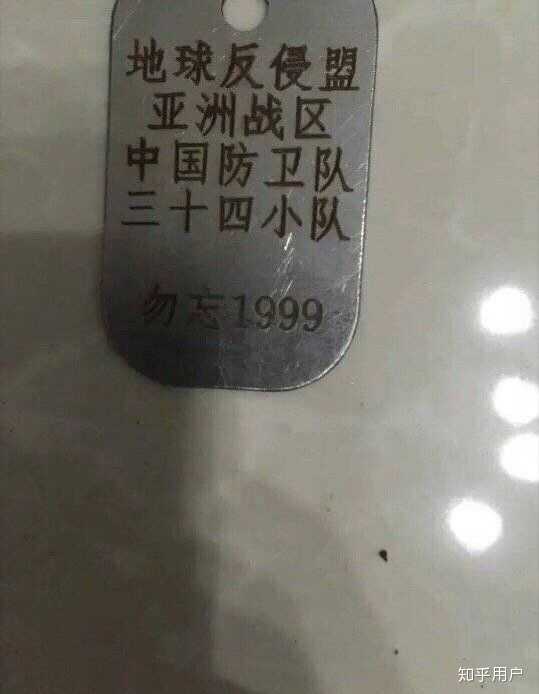 地球反侵盟
亚洲战区
中国防卫队
三十四小队
勿忘1999
知乎用户